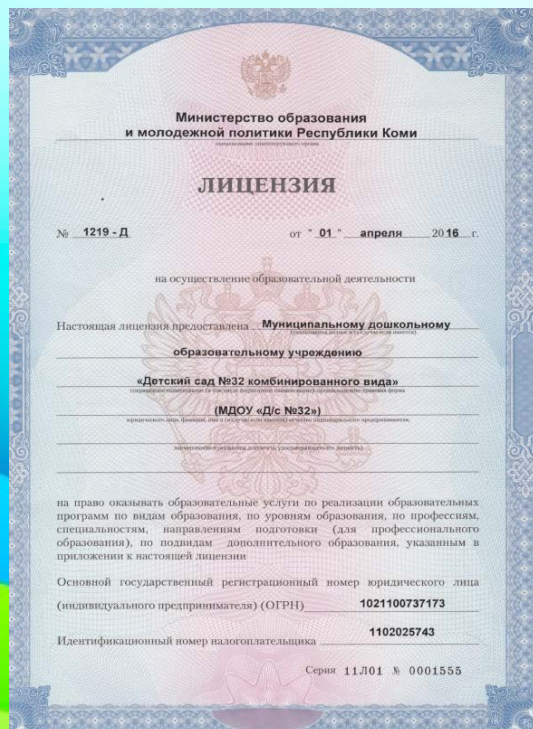 Министерство образования
и молодежной политики Республики Коми
наименование лицензирующего органа
ЛИЦЕНЗИЯ
№ 1219 - Д от " 01 " апреля 2016 г.
на осуществление образовательной деятельности
Настоящая лицензия предоставлена Муниципальному дошкольному
образовательному учреждению
«Детский сад №32 комбинированного вида»
(МДОУ «Д/с №32»)
на право оказывать образовательные услуги по реализации образовательных
программ по видам образования, по уровням образования, по профессиям,
специальностям, направлениям подготовки (для профессионального
образования), по подвидам дополнительного образования, указанным в
приложении к настоящей лицензии
Основной государственный регистрационный номер юридического лица
(индивидуального предпринимателя) (ОГРН) 1021100737173
Идентификационный номер налогоплательщика 1102025743
Серия 11Л01 № 0001555